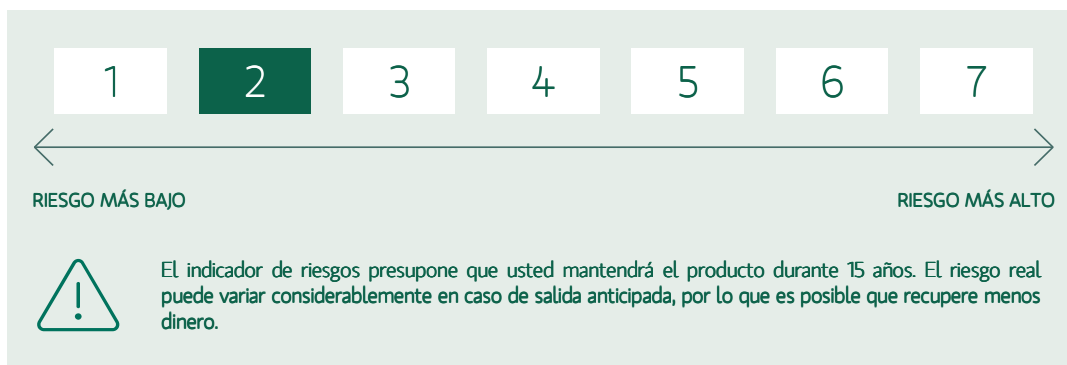 1 2 3 4 5 6 7
RIESGO MÁS BAJO RIESGO MÁS ALTO
El indicador de riesgos presupone que usted mantendrá el producto durante 15 años. El riesgo real
puede variar considerablemente en caso de salida anticipada, por lo que es posible que recupere menos
dinero.